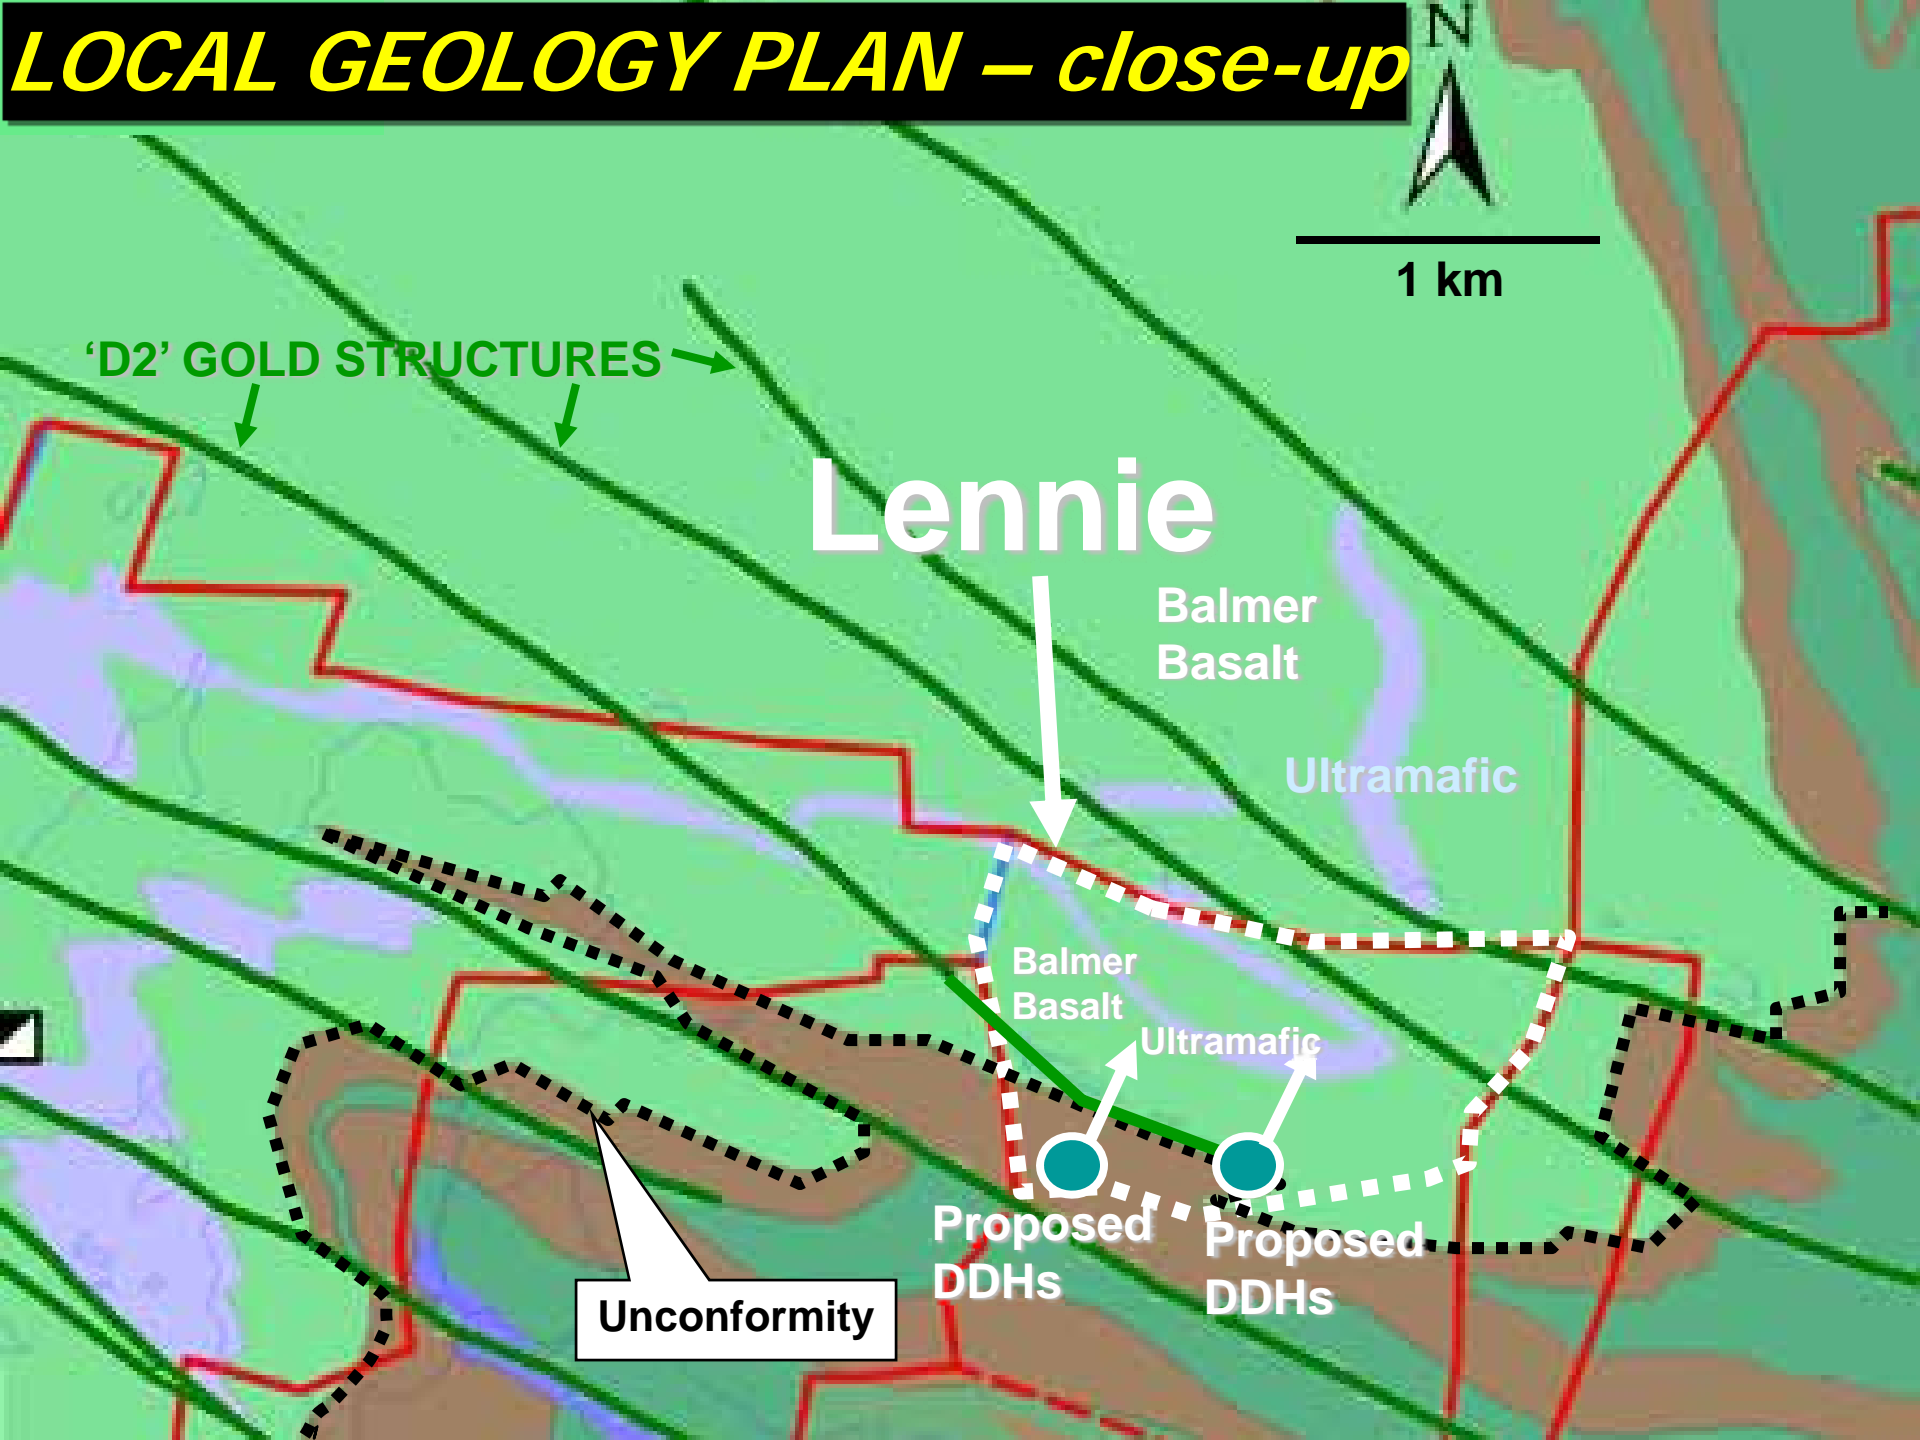 LOCAL GEOLOGY PLAN – close-up
N
1 km
‘D2’ GOLD STRUCTURES
Lennie
Balmer
Basalt
Ultramafic
Balmer
Basalt
Ultramafic
Proposed
DDHs
Proposed
DDHs
Unconformity